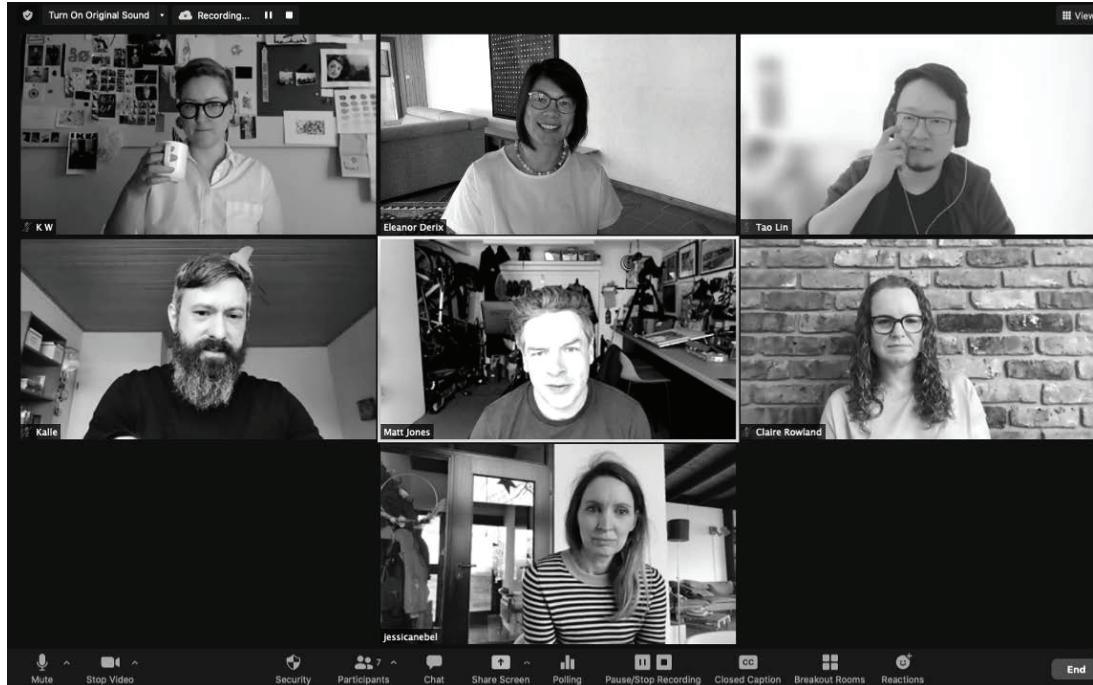 Turn On Original Sound
Recording...
View
K W
Eleanor Derix
Tao Lin
Kalle
Matt Jones
Claire Rowland
jessicanebel
7
Mute
Stop Video
Security
Participants
Chat
Share Screen
Polling
Pause/Stop Recording
CC
Closed Caption
Breakout Rooms
Reactions
End